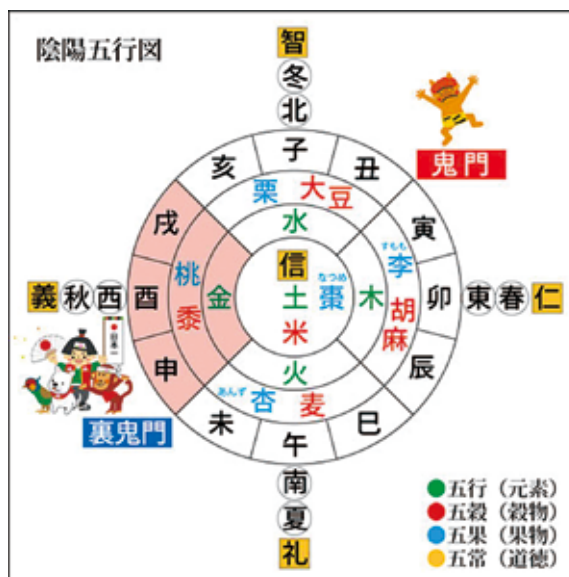 陰陽五行図
智
冬
北
鬼門
亥
子
丑
栗
大豆
戌
水
寅
桃
信
すもも
李
義
秋
西
酉
金
土
なつめ
棗
木
卯
東
春
仁
黍
米
胡麻
日本一
申
火
辰
裏鬼門
あんず
杏
麦
未
午
巳
南
夏
礼
●五行（元素）
●五穀（穀物）
●五果（果物）
●五常（道徳）